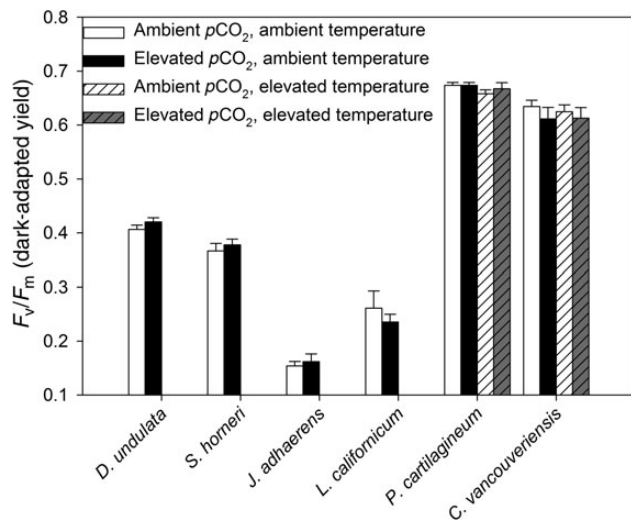 0.8
0.7
0.6
0.5
0.4
0.3
0.2
0.1
Fv/Fm (dark-adapted yield)
Ambient pCO2, ambient temperature
Elevated pCO2, ambient temperature
Ambient pCO2, elevated temperature
Elevated pCO2, elevated temperature
D. undulata
S. horneri
J. adhaerens
L. californicum
P. cartilagineum
C. vancouveriensis